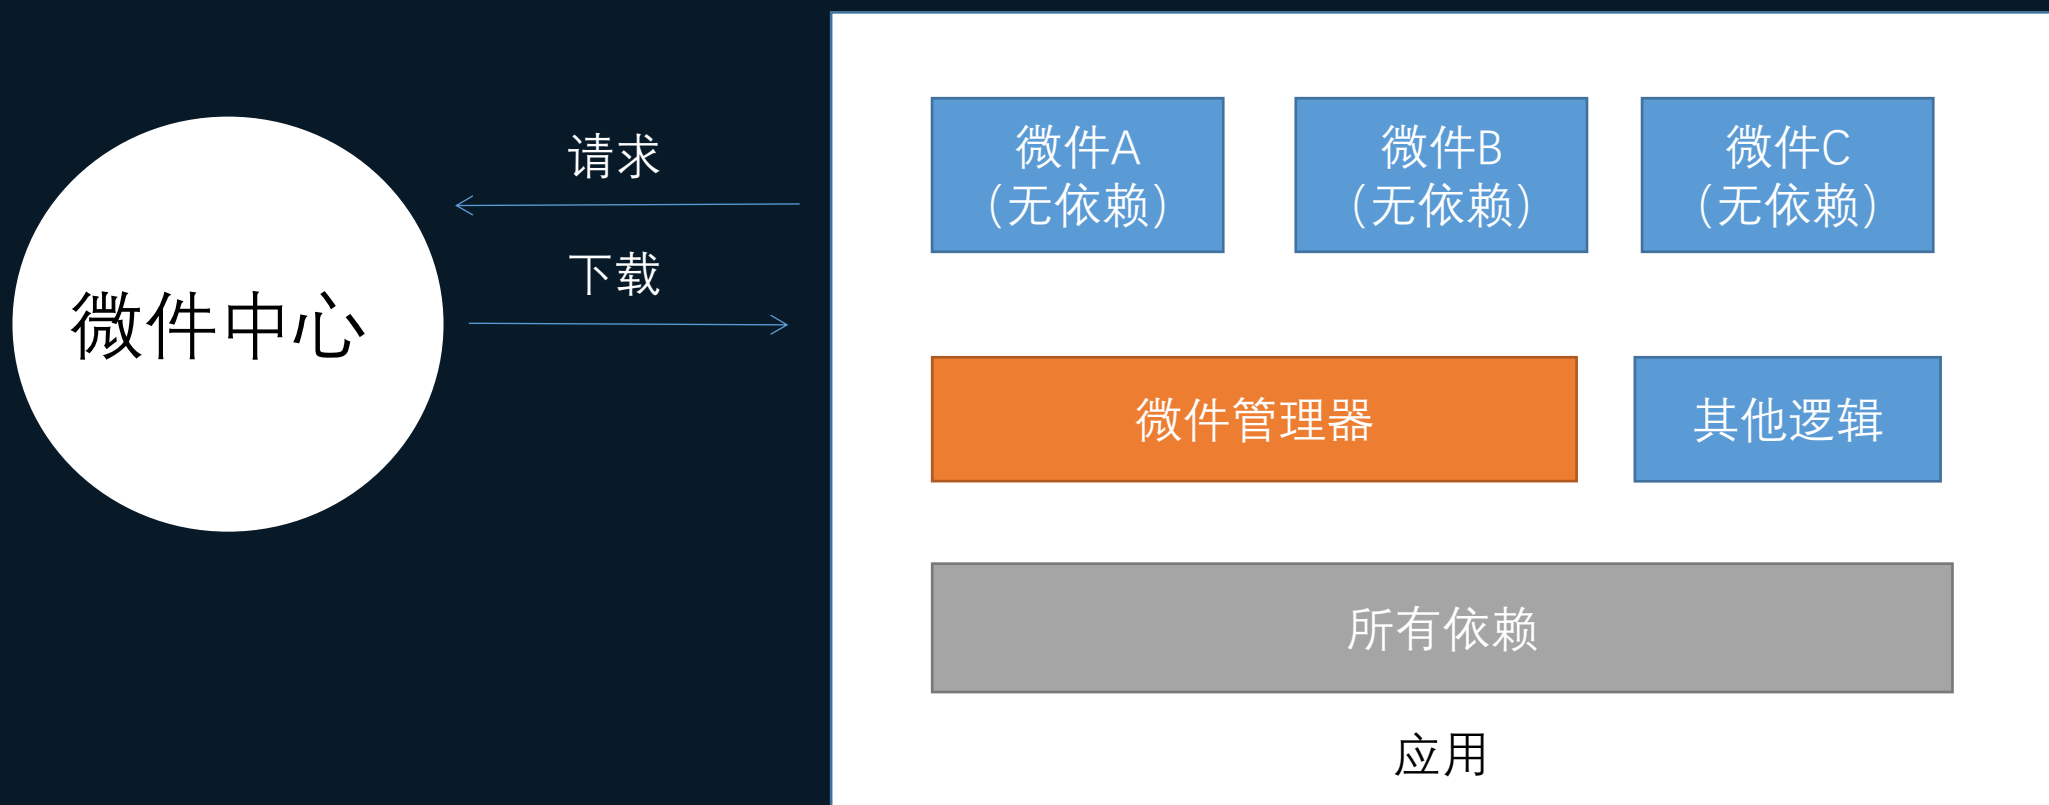 微件中心
请求
下载
微件A
（无依赖）
微件B
（无依赖）
微件C
（无依赖）
微件管理器
其他逻辑
所有依赖
应用